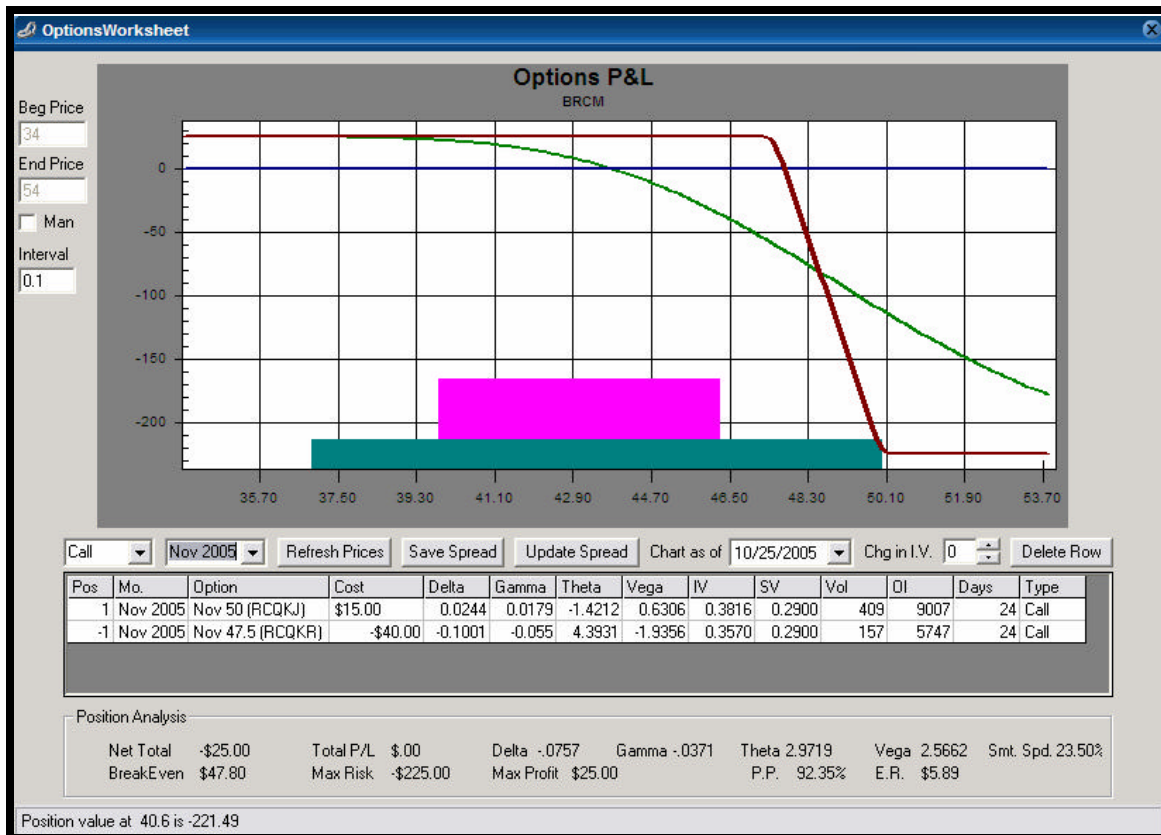 OptionsWorksheet
Options P&L
BRCM
Beg Price
34
End Price
54
Man
Interval
0.1
0
-50
-100
-150
-200
35.70 37.50 39.30 41.10 42.90 44.70 46.50 48.30 50.10 51.90 53.70
Call Nov 2005 Refresh Prices Save Spread Update Spread Chart as of 10/25/2005 Chg in I.V. 0 Delete Row
Pos Mo. Option Cost Delta Gamma Theta Vega IV SV Vol OI Days Type
1 Nov 2005 Nov 50 (RCQKJ) $15.00 0.0244 0.0179 -1.4212 0.6306 0.3816 0.2900 409 9007 24 Call
-1 Nov 2005 Nov 47.5 (RCQKR) -$40.00 -0.1001 -0.055 4.3931 -1.9356 0.3570 0.2900 157 5747 24 Call
Position Analysis
Net Total -$25.00 Total P/L $.00 Delta -.0757 Gamma -.0371 Theta 2.9719 Vega 2.5662 Smt. Spd. 23.50%
BreakEven $47.80 Max Risk -$225.00 Max Profit $25.00 P.P. 92.35% E.R. $5.89
Position value at 40.6 is -221.49